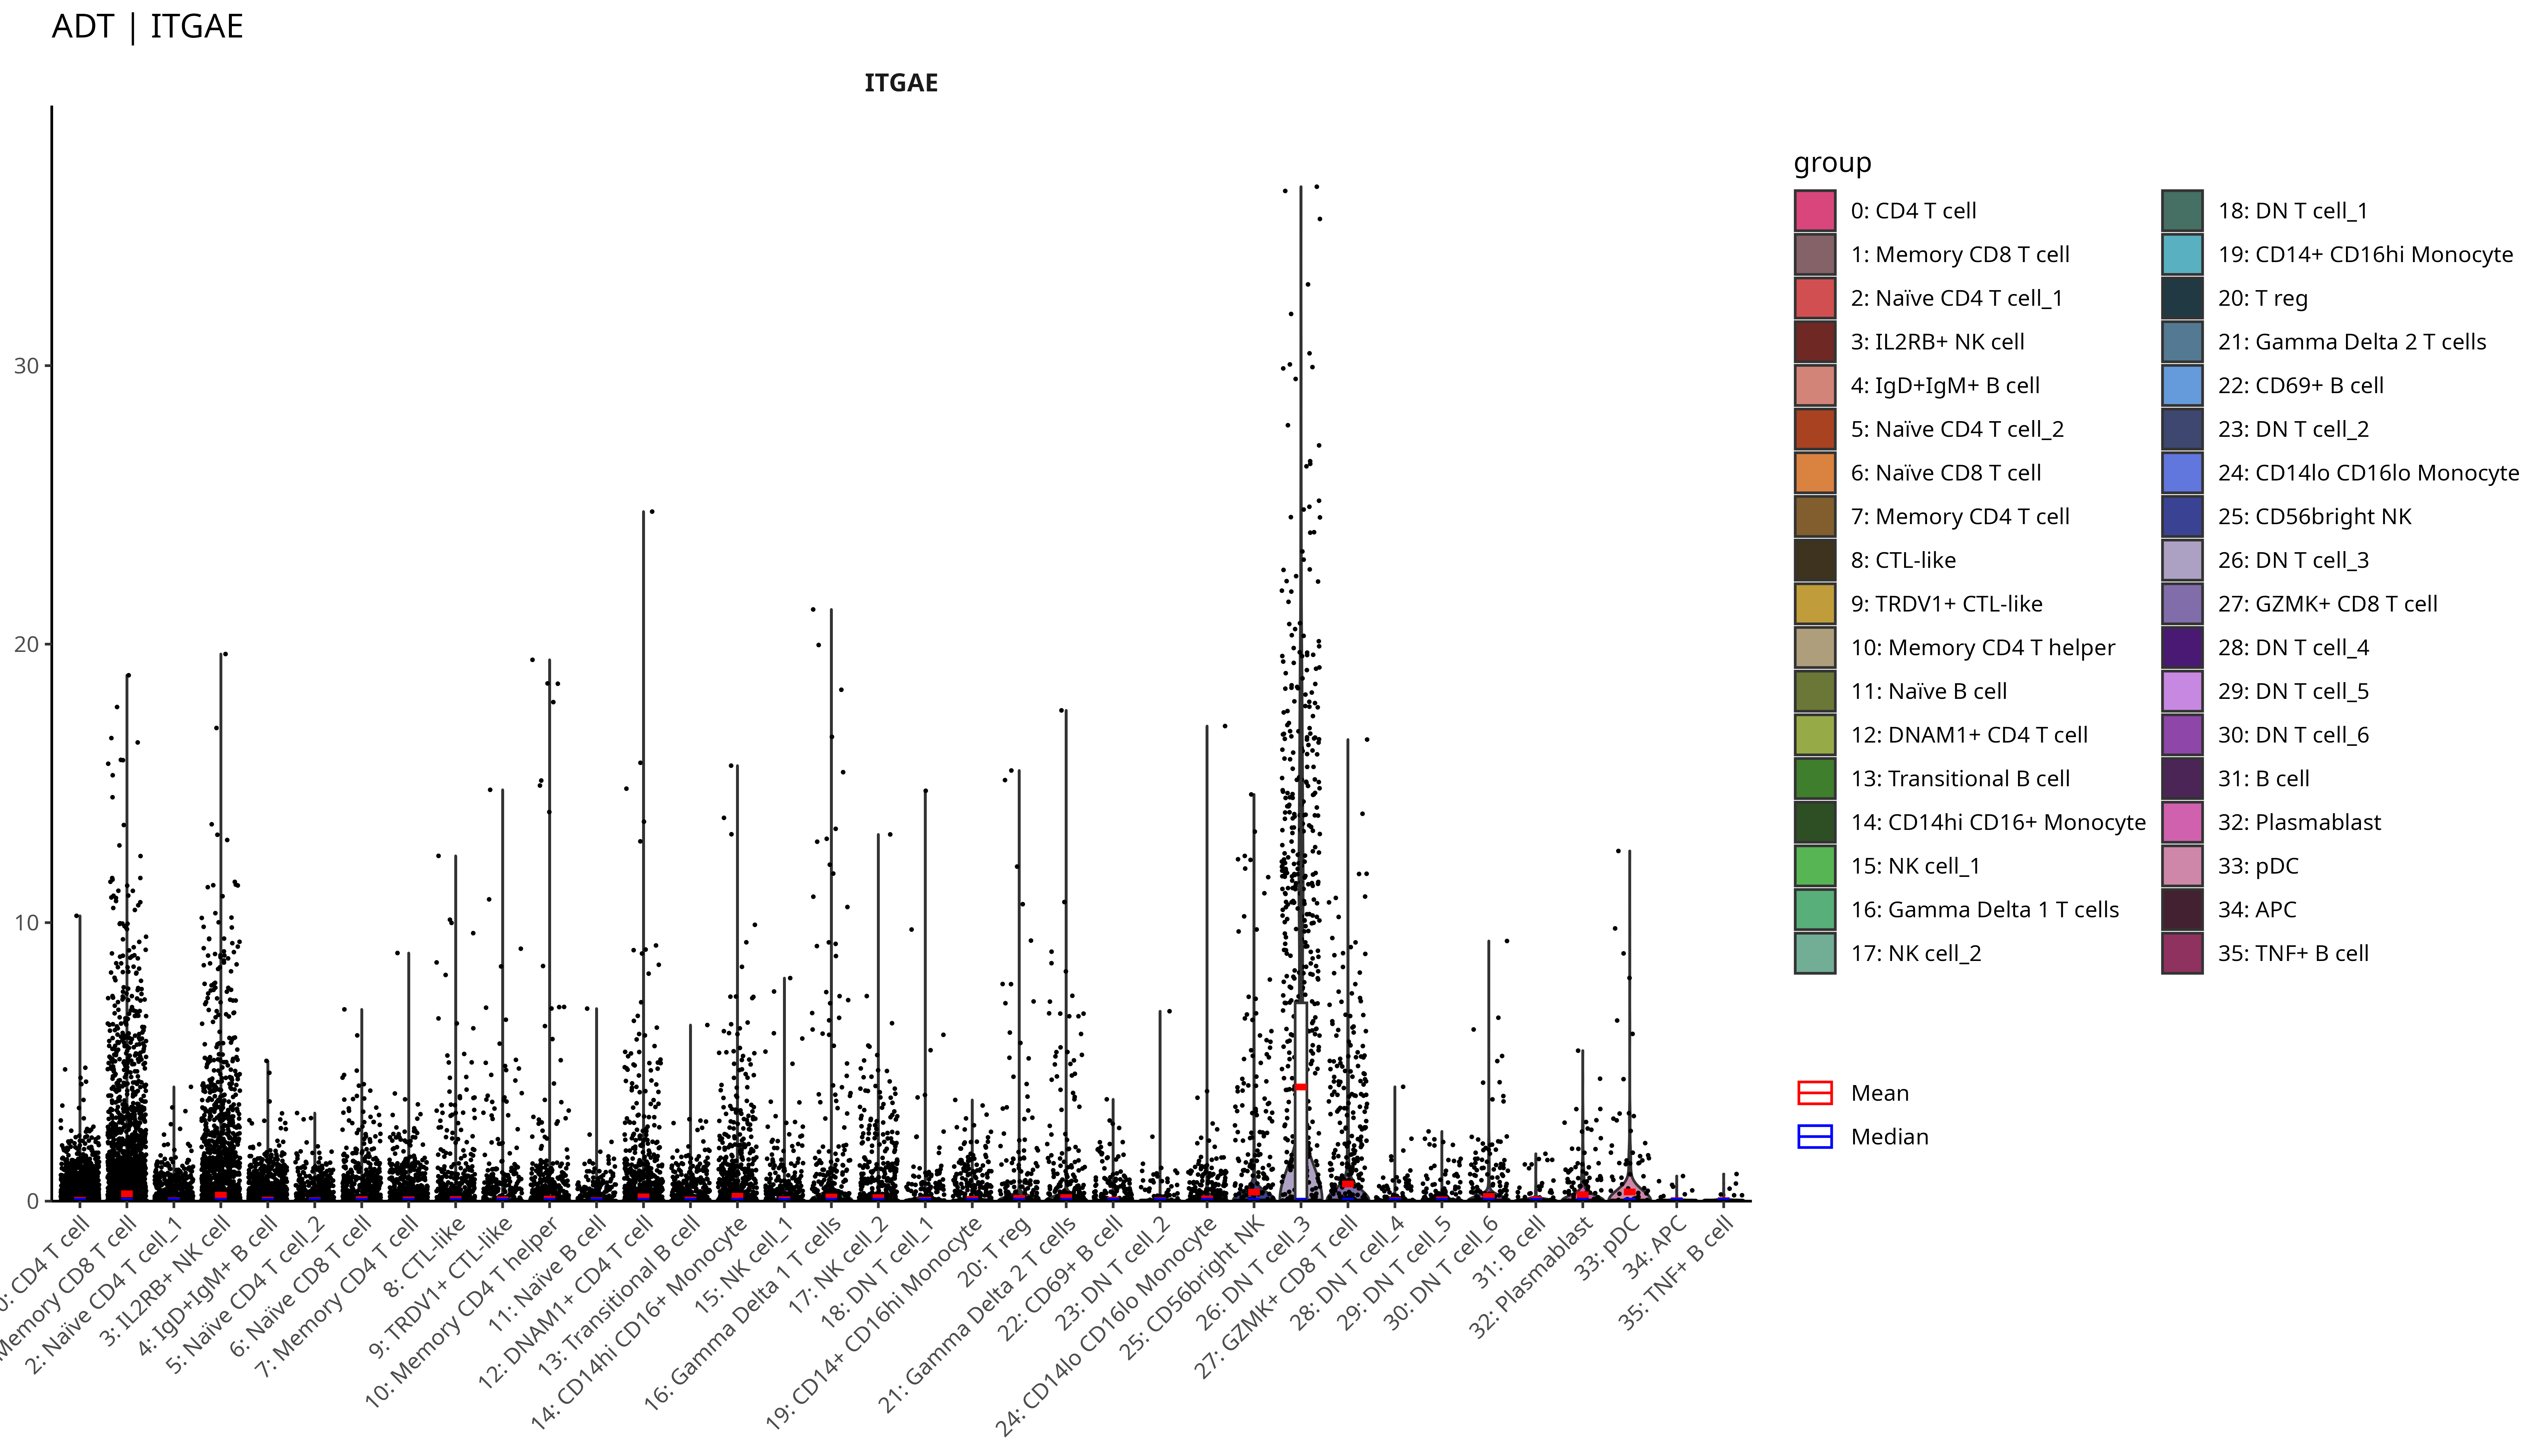 ADT | ITGAE
ITGAE
30
20
10
0
0: CD4 T cell
Memory CD8 T cell
2: Naïve CD4 T cell_1
3: IL2RB+ NK cell
4: IgD+IgM+ B cell
5: Naïve CD4 T cell_2
6: Naïve CD8 T cell
7: Memory CD4 T cell
8: CTL-like
9: TRDV1+ CTL-like
10: Memory CD4 T helper
11: Naïve B cell
12: DNAM1+ CD4 T cell
13: Transitional B cell
14: CD14hi CD16+ Monocyte
15: NK cell_1
16: Gamma Delta 1 T cells
17: NK cell_2
18: DN T cell_1
19: CD14+ CD16hi Monocyte
20: T reg
21: Gamma Delta 2 T cells
22: CD69+ B cell
23: DN T cell_2
24: CD14lo CD16lo Monocyte
25: CD56bright NK
26: DN T cell_3
27: GZMK+ CD8 T cell
28: DN T cell_4
29: DN T cell_5
30: DN T cell_6
31: B cell
32: Plasmablast
33: pDC
34: APC
35: TNF+ B cell
group
0: CD4 T cell
1: Memory CD8 T cell
2: Naïve CD4 T cell_1
3: IL2RB+ NK cell
4: IgD+IgM+ B cell
5: Naïve CD4 T cell_2
6: Naïve CD8 T cell
7: Memory CD4 T cell
8: CTL-like
9: TRDV1+ CTL-like
10: Memory CD4 T helper
11: Naïve B cell
12: DNAM1+ CD4 T cell
13: Transitional B cell
14: CD14hi CD16+ Monocyte
15: NK cell_1
16: Gamma Delta 1 T cells
17: NK cell_2
18: DN T cell_1
19: CD14+ CD16hi Monocyte
20: T reg
21: Gamma Delta 2 T cells
22: CD69+ B cell
23: DN T cell_2
24: CD14lo CD16lo Monocyte
25: CD56bright NK
26: DN T cell_3
27: GZMK+ CD8 T cell
28: DN T cell_4
29: DN T cell_5
30: DN T cell_6
31: B cell
32: Plasmablast
33: pDC
34: APC
35: TNF+ B cell
Mean
Median